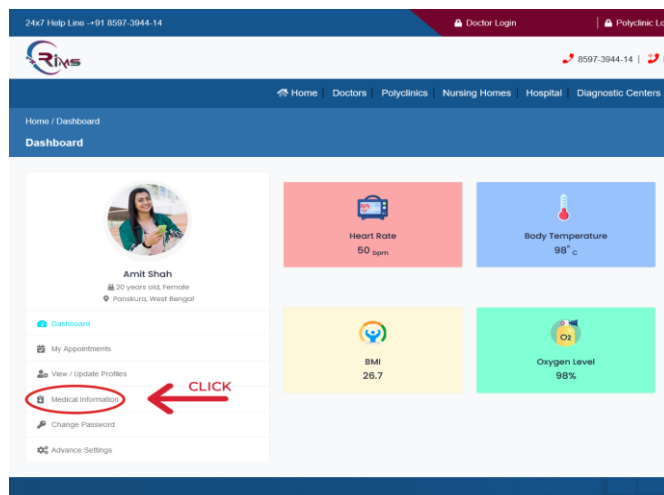 24x7 Help Line -+91 8597-3944-14
Doctor Login | Polyclinic Lo
RiMS
8597-3944-14 |
Home Doctors Polyclinics Nursing Homes Hospital Diagnostic Centers
Home / Dashboard
Dashboard
Amit Shah
20 years old, Female
Panskura, West Bengal
Dashboard
My Appointments
View / Update Profiles
Medical Information
CLICK
Change Password
Advance Settings
Heart Rate
50 bpm
Body Temperature
98° c
BMI
26.7
O2
Oxygen Level
98%